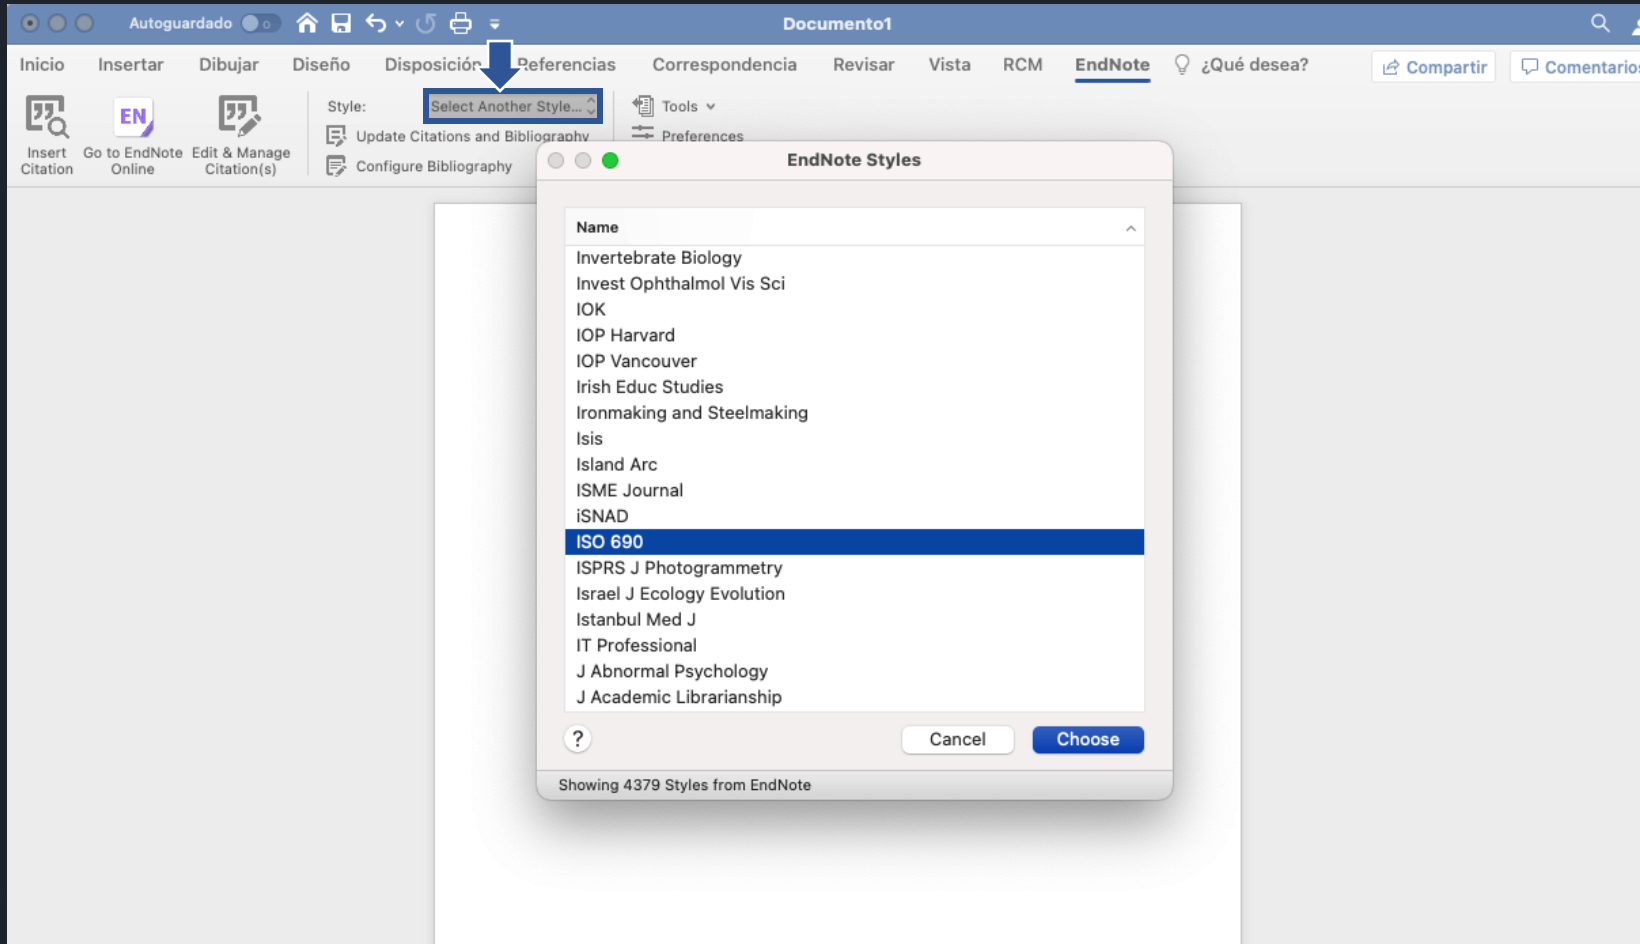 Autoguardado
Documento1
Inicio Insertar Dibujar Diseño Disposición Referencias Correspondencia Revisar Vista RCM EndNote ¿Qué desea? Compartir Comentarios
Insert Citation
EN
Go to EndNote Online
Edit & Manage Citation(s)
Style: Select Another Style...
Update Citations and Bibliography
Configure Bibliography
Tools
Preferences
EndNote Styles
Name
Invertebrate Biology
Invest Ophthalmol Vis Sci
IOK
IOP Harvard
IOP Vancouver
Irish Educ Studies
Ironmaking and Steelmaking
Isis
Island Arc
ISME Journal
iSNAD
ISO 690
ISPRS J Photogrammetry
Israel J Ecology Evolution
Istanbul Med J
IT Professional
J Abnormal Psychology
J Academic Librarianship
?
Cancel
Choose
Showing 4379 Styles from EndNote